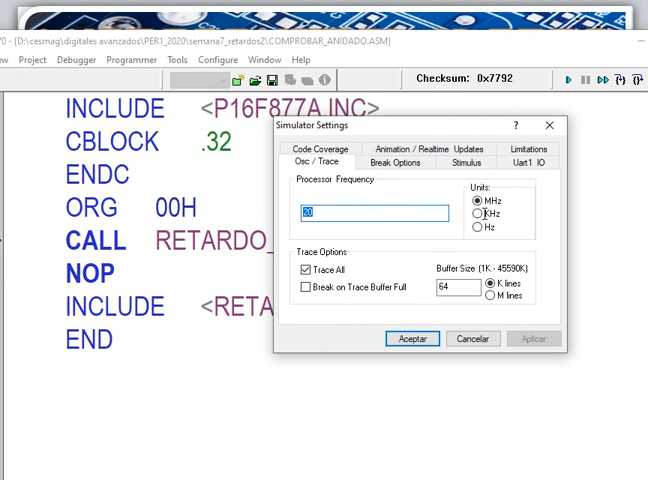 70 - [D:\cesmag\digitales avanzados\PER1_2020\semana7_retardos2\COMPROBAR_ANIDADO.ASM]
ew Project Debugger Programmer Tools Configure Window Help
Checksum: 0x7792
INCLUDE <P16F877A.INC>
CBLOCK .32
ENDC
ORG 00H
CALL RETARDO_
NOP
INCLUDE <RETA
END
Simulator Settings
? ×
Code Coverage Animation / Realtime Updates Limitations
Osc / Trace Break Options Stimulus Uart1 IO
Processor Frequency
20
Units:
MHz
KHz
Hz
Trace Options
Trace All
Break on Trace Buffer Full
Buffer Size (1K - 45590K)
64
K lines
M lines
Aceptar Cancelar Aplicar